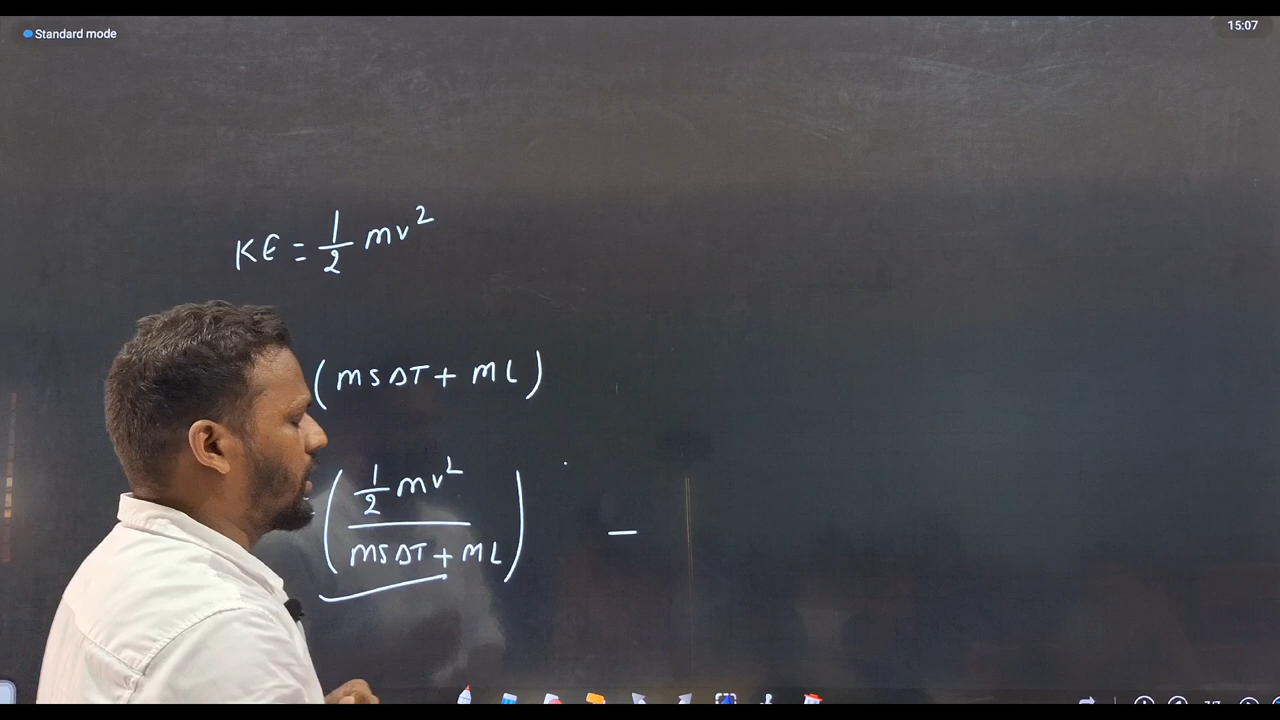 Standard mode
15:07
KE = 1/2 mv²
(msΔT + mL)
(1/2 mv² / msΔT + mL) —